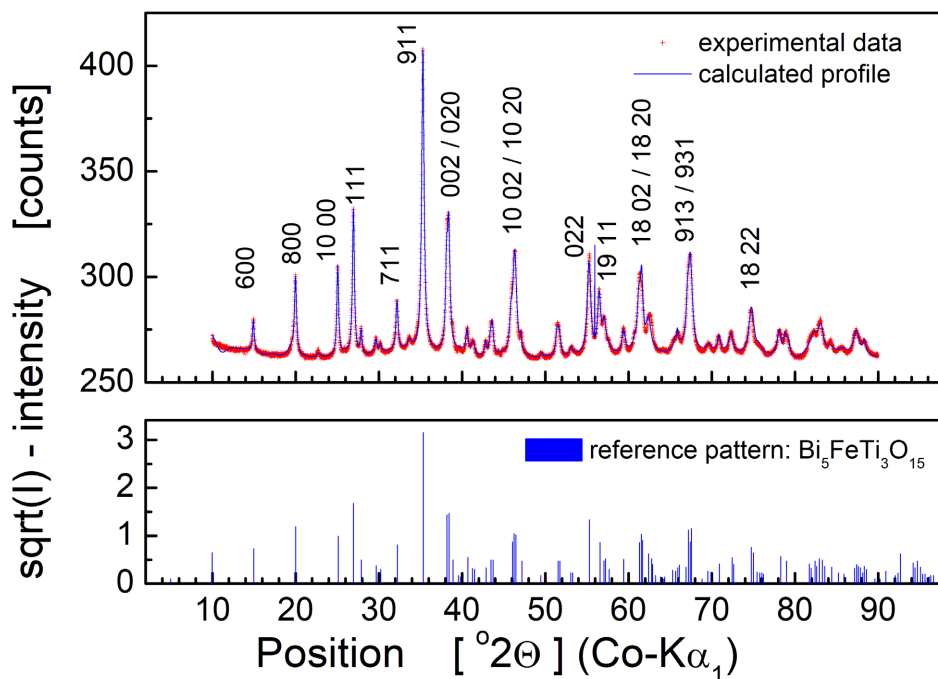 sqrt(I) - intensity [counts]
400
350
300
250
experimental data
calculated profile
600
800
10 00
111
711
911
002 / 020
10 02 / 10 20
022
19 11
18 02 / 18 20
913 / 931
18 22
3
2
1
0
reference pattern: Bi₅FeTi₃O₁₅
10 20 30 40 50 60 70 80 90
Position [ °2Θ ] (Co-Kα₁)